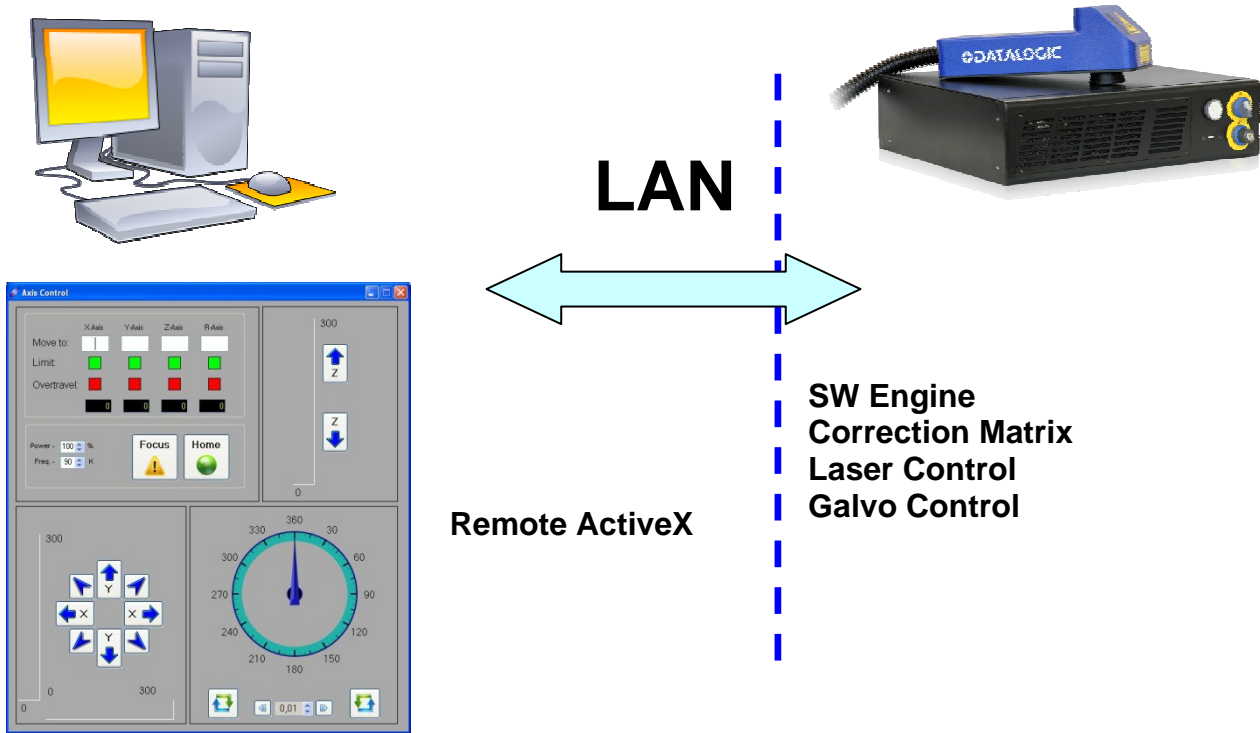 DATALOGIC
LAN
Axis Control
X-Axis Y-Axis Z-Axis R-Axis
Move to:
Limit:
Overtravel:
0 0 0 0
Power - 100 %
Freq. - 90 K
Focus Home
300
Z
Z
0
SW Engine
Correction Matrix
Laser Control
Galvo Control
Remote ActiveX
300
Y
X X
Y
0 300
0
360
330 30
300 60
270 90
240 120
210 150
180
0,01